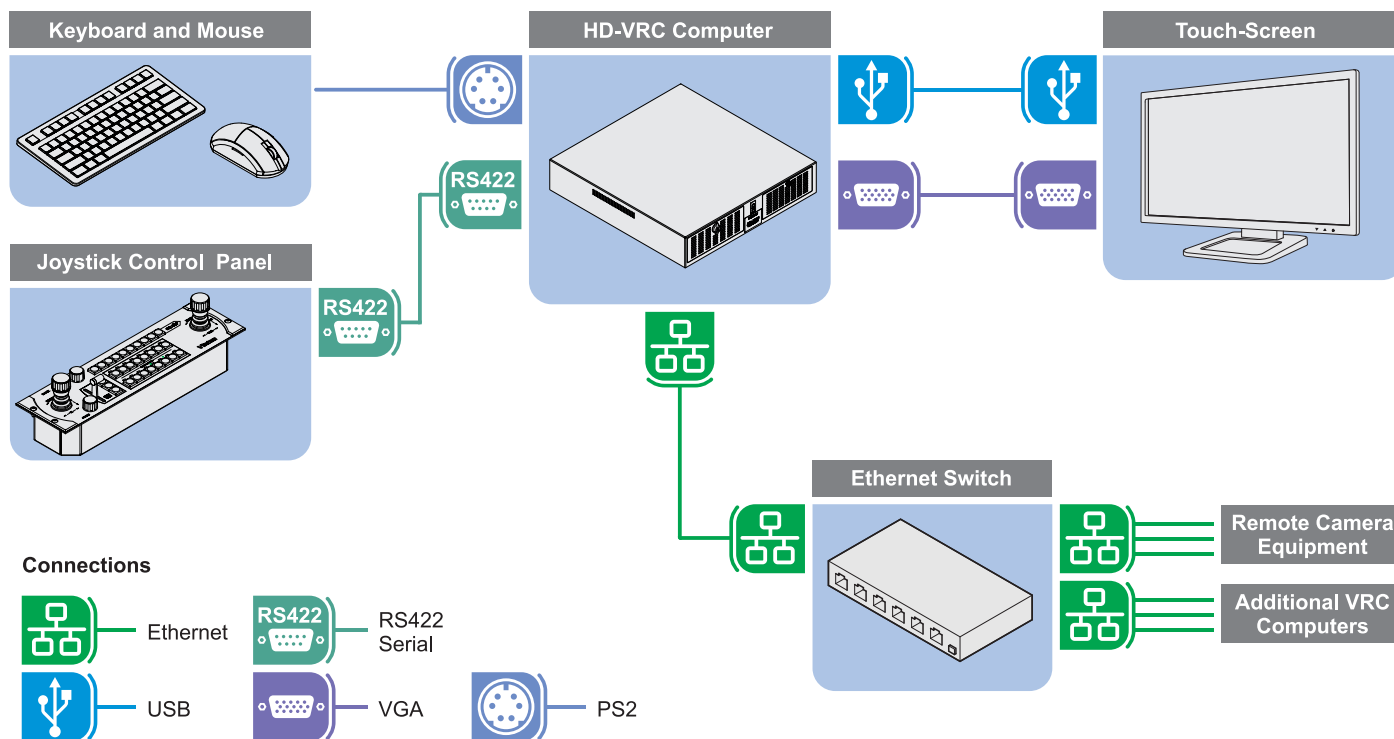 Keyboard and Mouse
HD-VRC Computer
Touch-Screen
RS422
Joystick Control Panel
RS422
Ethernet Switch
Remote Camera
Equipment
Additional VRC
Computers
Connections
Ethernet
RS422
RS422
Serial
USB
VGA
PS2